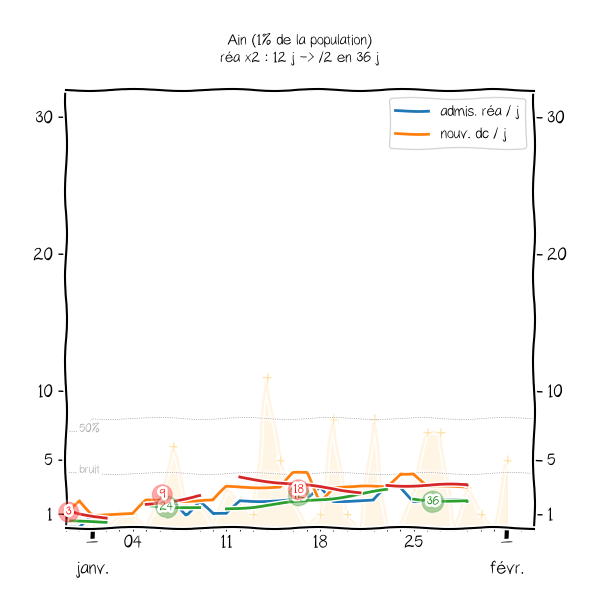 Ain (1% de la population)
réa x2 : 12 j -> /2 en 36 j
admis. réa / j
nouv. dc / j
30
30
20
20
10
10
50%
5
5
bruit
9
18
36
24
3
1
1
04
11
18
25
janv.
févr.